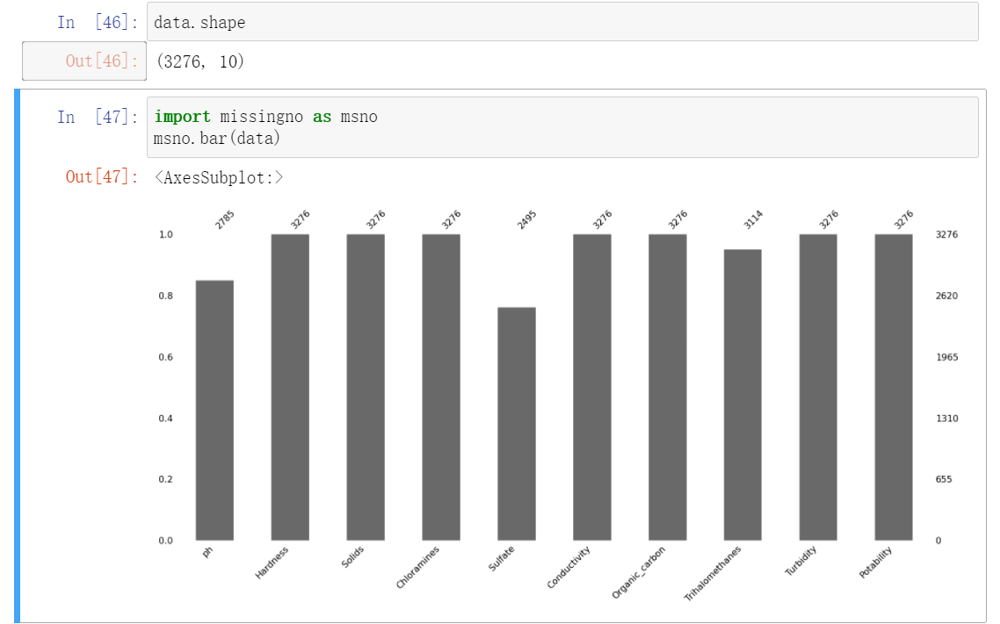 In [46]: data.shape
Out[46]: (3276, 10)
In [47]: import missingno as msno
msno.bar(data)
Out[47]: <AxesSubplot:>
2785 3276 3276 3276 2495 3276 3276 3114 3276 3276
1.0 3276
0.8 2620
0.6 1965
0.4 1310
0.2 655
0.0 0
ph Hardness Solids Chloramines Sulfate Conductivity Organic_carbon Trihalomethanes Turbidity Potability